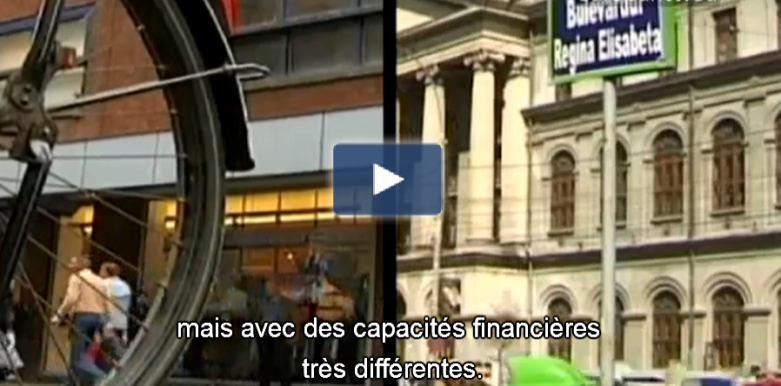 Bulevardul
Regina Elisabeta
mais avec des capacités financières
très différentes.